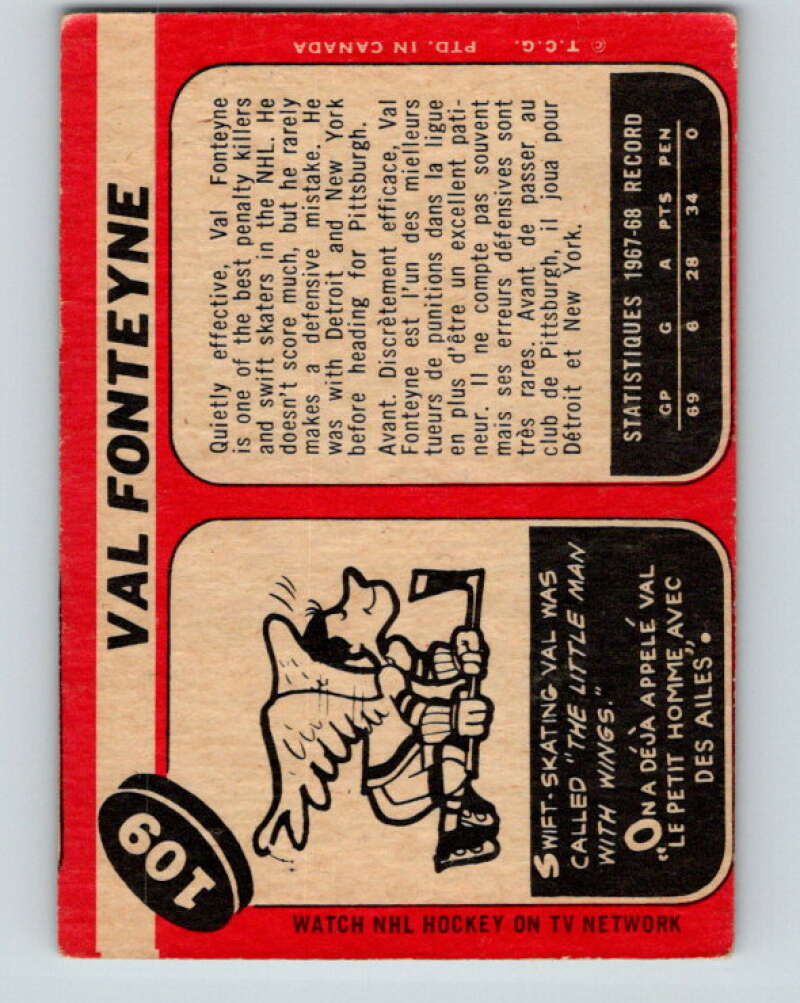 109
VAL FONTEYNE
SWIFT-SKATING VAL WAS
CALLED "THE LITTLE MAN
WITH WINGS."
ON A DÉJÀ APPELÉ VAL
"LE PETIT HOMME AVEC
DES AILES".
Quietly effective, Val Fonteyne
is one of the best penalty killers
and swift skaters in the NHL. He
doesn't score much, but he rarely
makes a defensive mistake. He
was with Detroit and New York
before heading for Pittsburgh.
Avant. Discrètement efficace, Val
Fonteyne est l'un des mielleurs
tueurs de punitions dans la ligue
en plus d'être un excellent pati-
neur. Il ne compte pas souvent
mais ses erreurs défensives sont
très rares. Avant de passer au
club de Pittsburgh, il joua pour
Détroit et New York.
STATISTIQUES 1967-68 RECORD
GP G A PTS PEN
69 6 28 34 0
WATCH NHL HOCKEY ON TV NETWORK
© T.C.G. PTD. IN CANADA